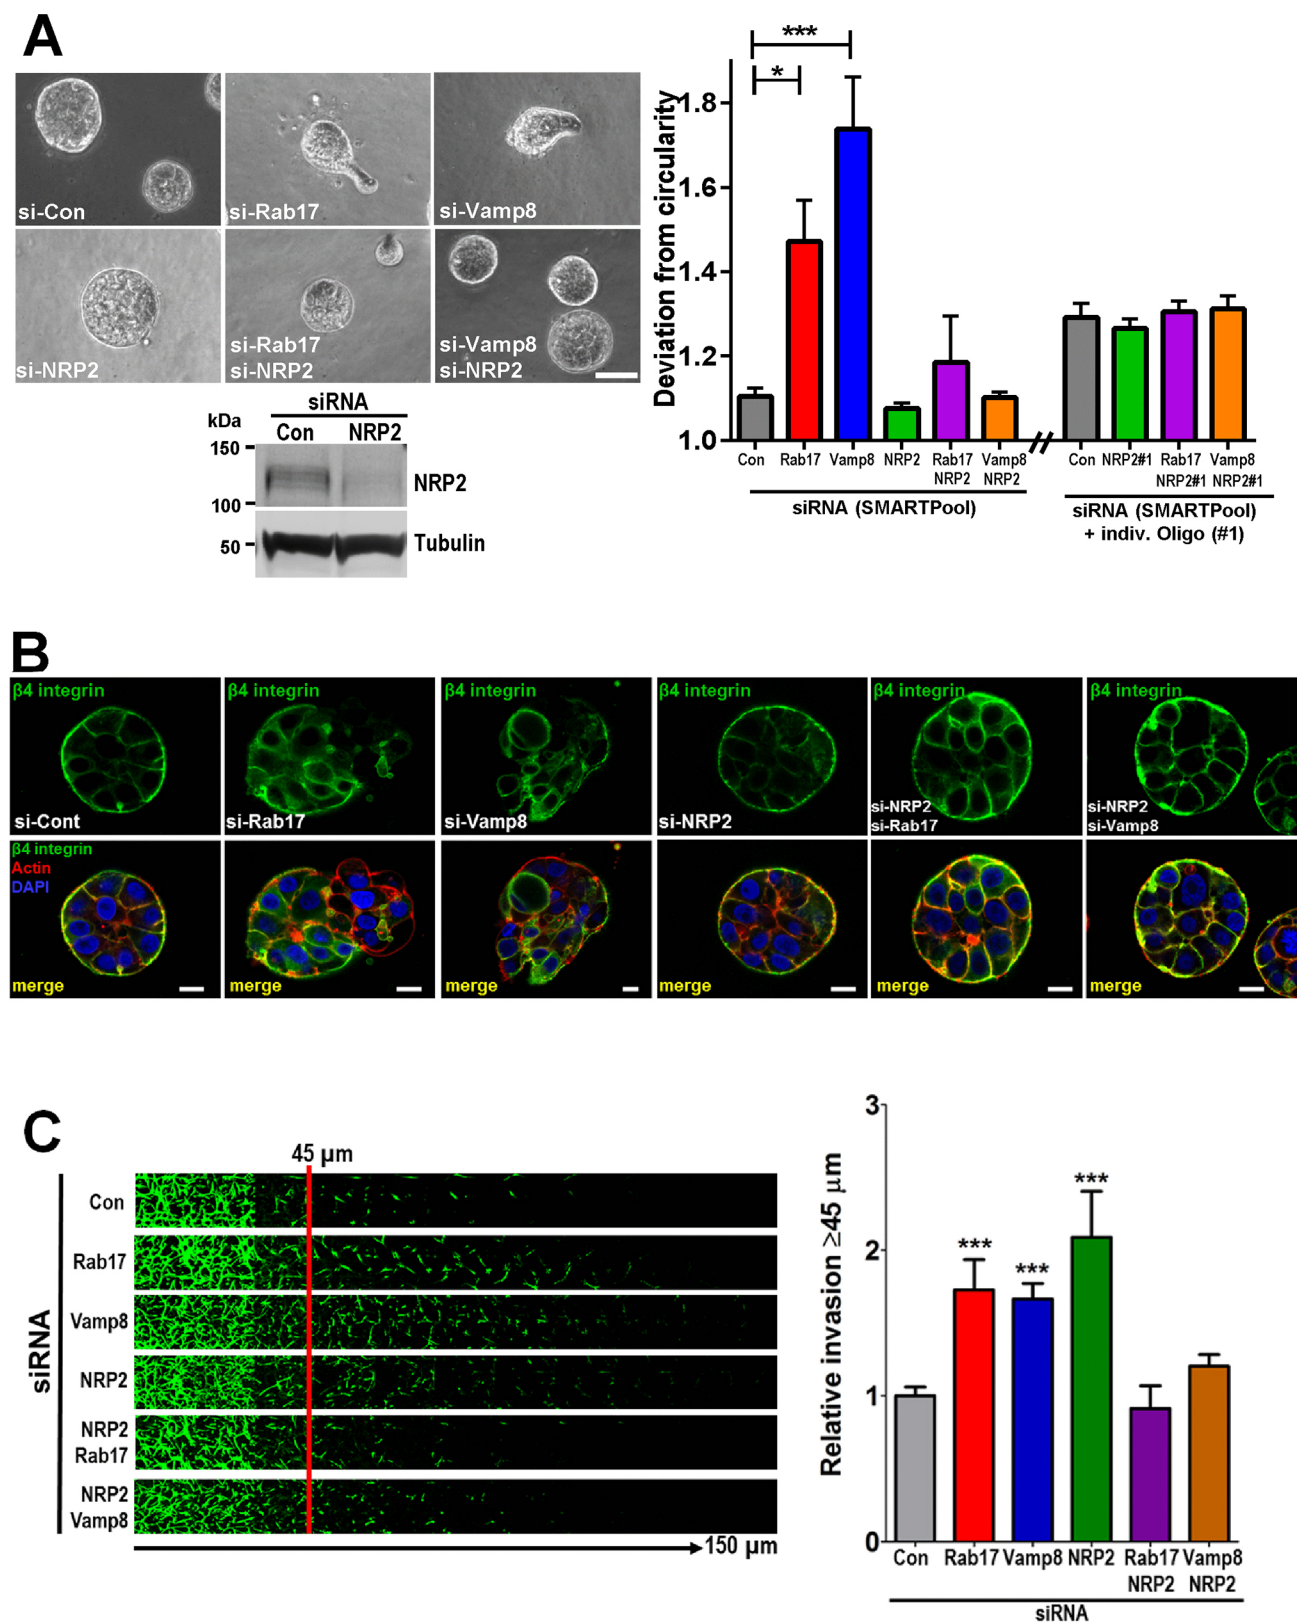 A
si-Con
si-Rab17
si-Vamp8
si-NRP2
si-Rab17
si-NRP2
si-Vamp8
si-NRP2
siRNA
kDa
Con
NRP2
150
100
50
NRP2
Tubulin
***
*
Deviation from circularity
1.8
1.6
1.4
1.2
1.0
Con
Rab17
Vamp8
NRP2
Rab17
NRP2
Vamp8
NRP2
siRNA (SMARTPool)
Con
NRP2#1
Rab17
NRP2#1
Vamp8
NRP2#1
siRNA (SMARTPool)
+ indiv. Oligo (#1)
B
β4 integrin
si-Cont
β4 integrin
si-Rab17
β4 integrin
si-Vamp8
β4 integrin
si-NRP2
β4 integrin
si-NRP2
si-Rab17
β4 integrin
si-NRP2
si-Vamp8
β4 integrin
Actin
DAPI
merge
merge
merge
merge
merge
merge
C
45 μm
siRNA
Con
Rab17
Vamp8
NRP2
NRP2
Rab17
NRP2
Vamp8
150 μm
Relative invasion ≥45 μm
3
2
1
0
***
***
***
Con
Rab17
Vamp8
NRP2
Rab17
NRP2
Vamp8
NRP2
siRNA